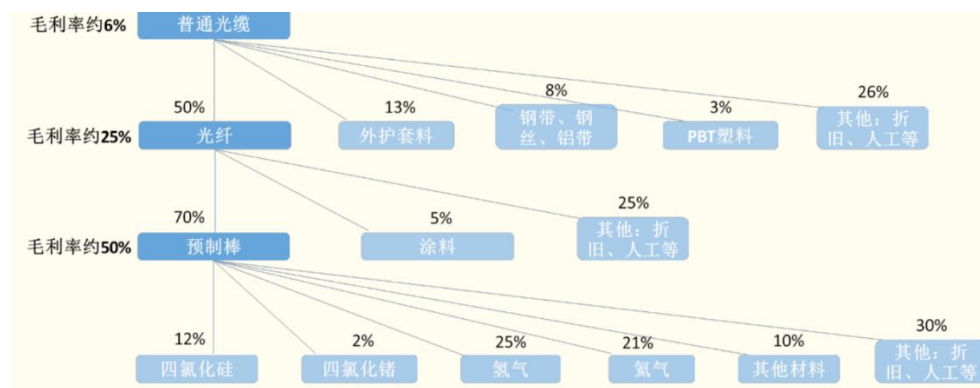 毛利率约6%
普通光缆
50%
13%
8%
3%
26%
毛利率约25%
光纤
外护套料
钢带、钢
丝、铝带
PBT塑料
其他：折
旧、人工等
70%
5%
25%
毛利率约50%
预制棒
涂料
其他：折
旧、人工等
12%
2%
25%
21%
10%
30%
四氯化硅
四氯化锗
氢气
氦气
其他材料
其他：折
旧、人工等